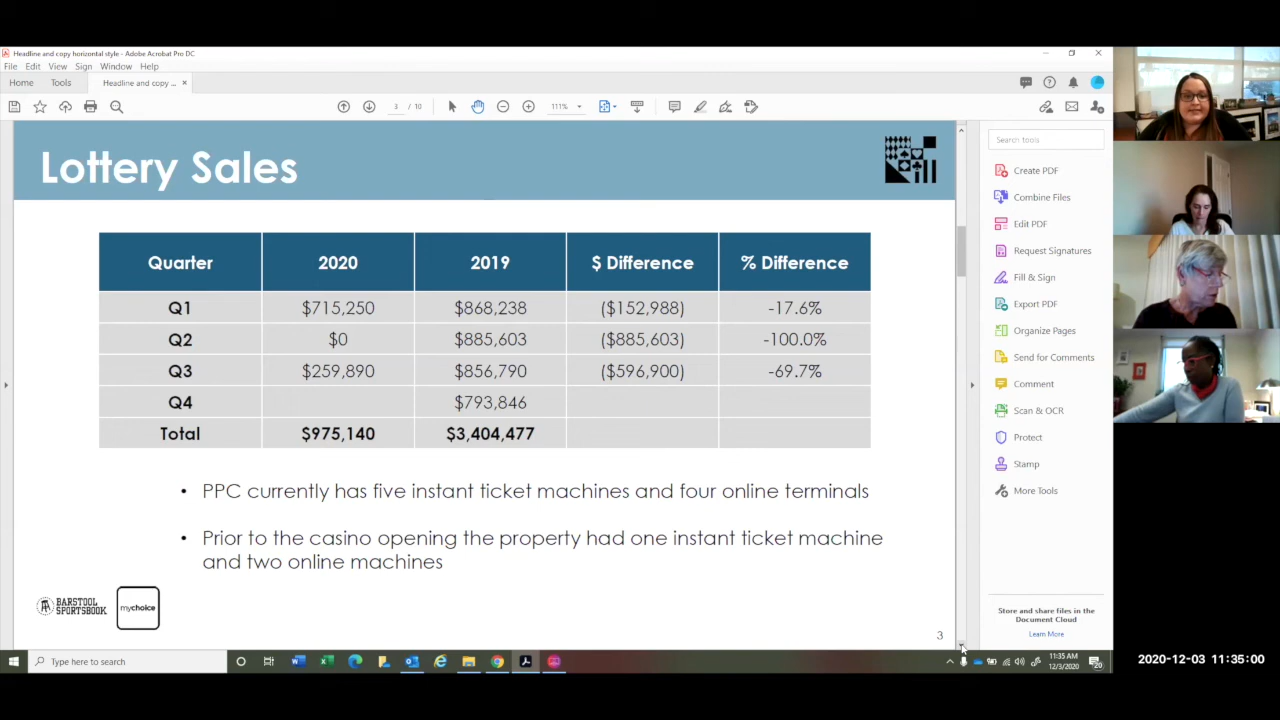 Headline and copy horizontal style - Adobe Acrobat Pro DC
File Edit View Sign Window Help
Home Tools Headline and copy ... ×
3 / 10 111%
Lottery Sales
Quarter 2020 2019 $ Difference % Difference
Q1 $715,250 $868,238 ($152,988) -17.6%
Q2 $0 $885,603 ($885,603) -100.0%
Q3 $259,890 $856,790 ($596,900) -69.7%
Q4 $793,846
Total $975,140 $3,404,477
• PPC currently has five instant ticket machines and four online terminals
• Prior to the casino opening the property had one instant ticket machine
and two online machines
BARSTOOL
SPORTSBOOK
mychoice
3
Search tools
Create PDF
Combine Files
Edit PDF
Request Signatures
Fill & Sign
Export PDF
Organize Pages
Send for Comments
Comment
Scan & OCR
Protect
Stamp
More Tools
Store and share files in the
Document Cloud
Learn More
Type here to search
11:35 AM
12/3/2020
20
2020-12-03 11:35:00